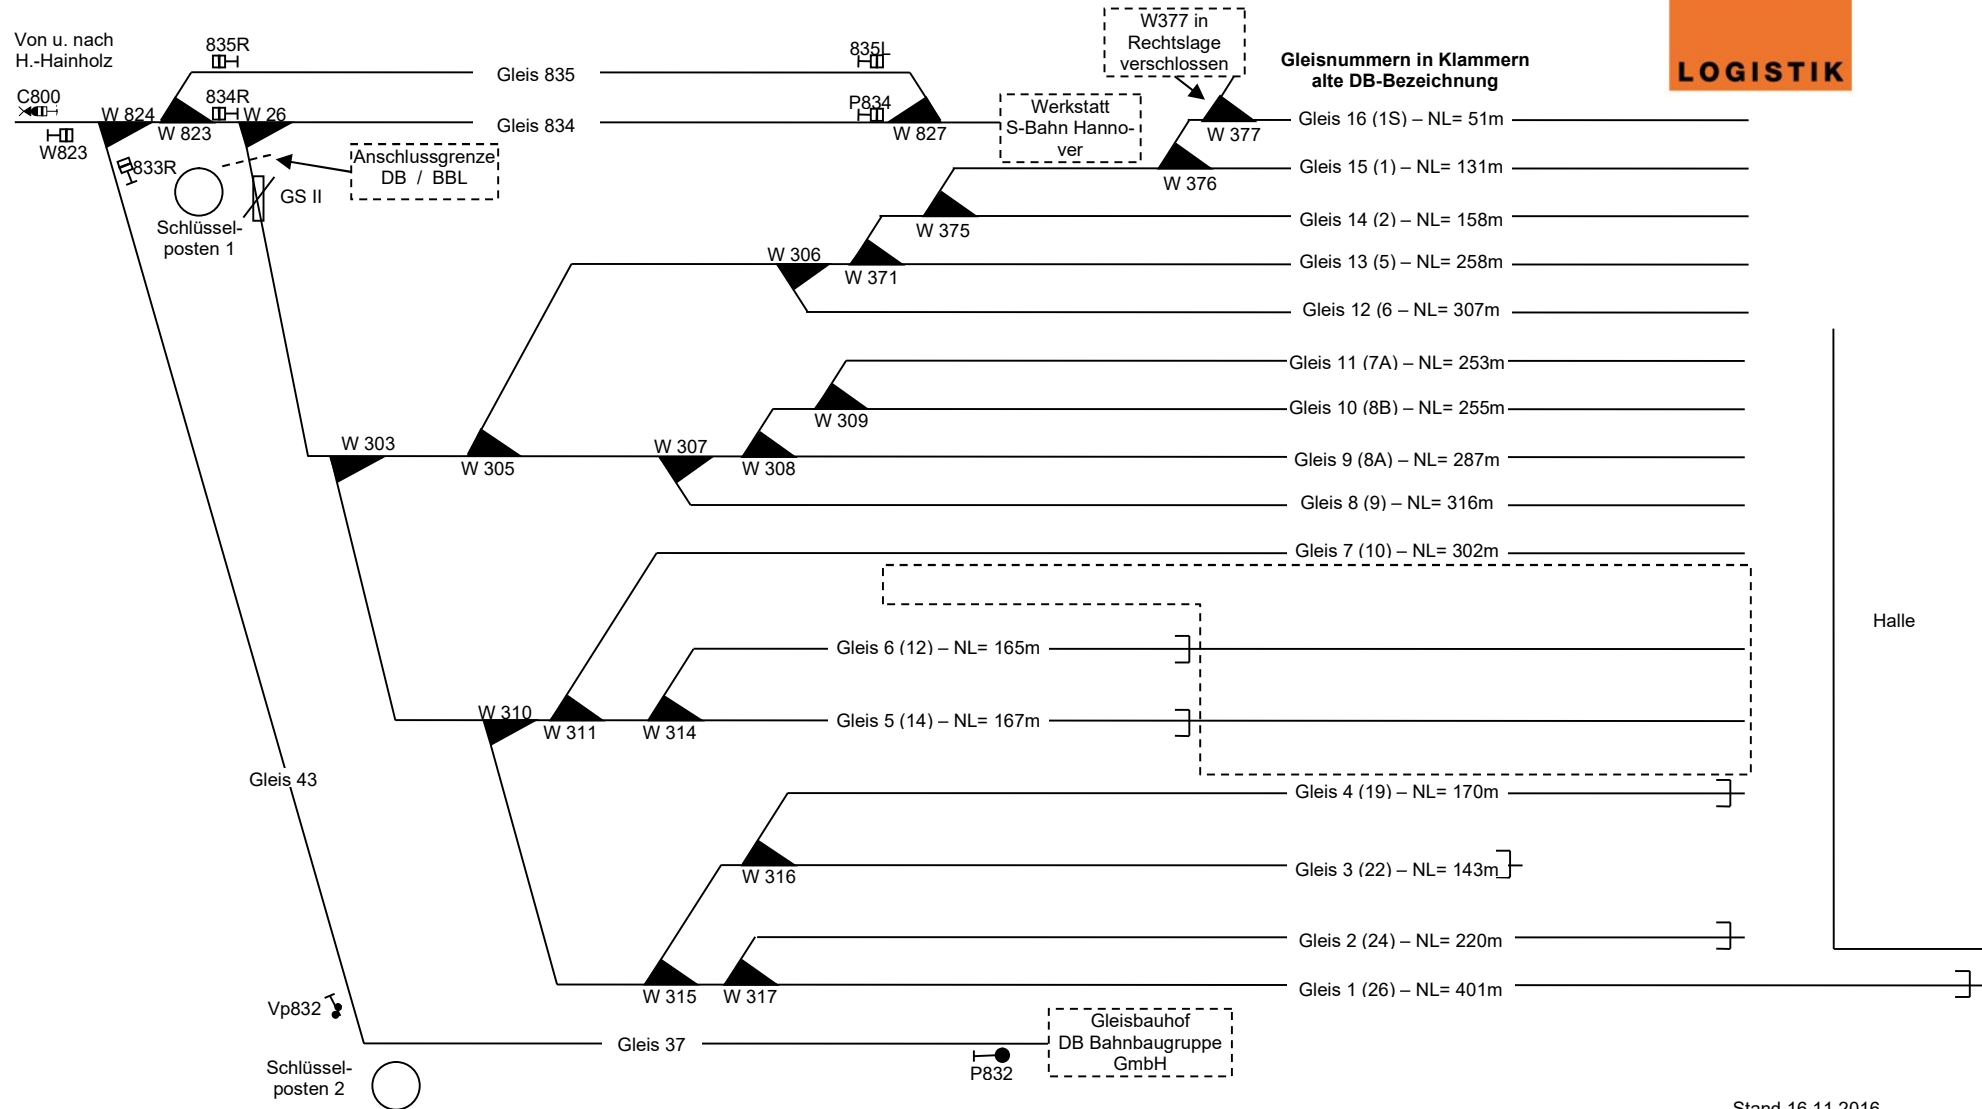 Von u. nach
H.-Hainholz
C800
W823
W 824
833R
835R
834R
W 823
W 26
Schlüssel-
posten 1
GS II
Anschlussgrenze
DB / BBL
Gleis 835
Gleis 834
835L
P834
W 827
Werkstatt
S-Bahn Hanno-
ver
W377 in
Rechtslage
verschlossen
Gleisnummern in Klammern
alte DB-Bezeichnung
LOGISTIK
W 377
Gleis 16 (1S) – NL= 51m
W 376
Gleis 15 (1) – NL= 131m
W 375
Gleis 14 (2) – NL= 158m
W 306
W 371
Gleis 13 (5) – NL= 258m
Gleis 12 (6 – NL= 307m
Gleis 11 (7A) – NL= 253m
W 309
Gleis 10 (8B) – NL= 255m
W 303
W 305
W 307
W 308
Gleis 9 (8A) – NL= 287m
Gleis 8 (9) – NL= 316m
Gleis 7 (10) – NL= 302m
Halle
Gleis 6 (12) – NL= 165m
W 310
W 311
W 314
Gleis 5 (14) – NL= 167m
Gleis 43
Gleis 4 (19) – NL= 170m
W 316
Gleis 3 (22) – NL= 143m
Gleis 2 (24) – NL= 220m
W 315
W 317
Gleis 1 (26) – NL= 401m
Vp832
Gleis 37
P832
Gleisbauhof
DB Bahnbaugruppe
GmbH
Schlüssel-
posten 2
Stand 16.11.2016